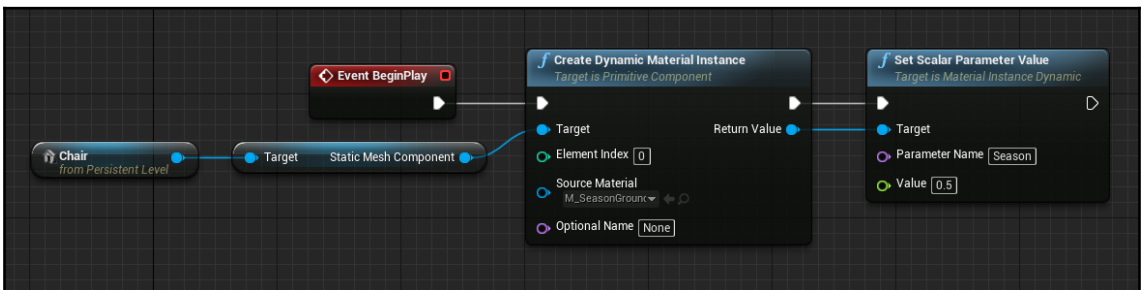 Event BeginPlay
Chair
from Persistent Level
Target Static Mesh Component
f Create Dynamic Material Instance
Target is Primitive Component
Target Return Value
Element Index 0
Source Material
M_SeasonGround
Optional Name None
f Set Scalar Parameter Value
Target is Material Instance Dynamic
Target
Parameter Name Season
Value 0.5